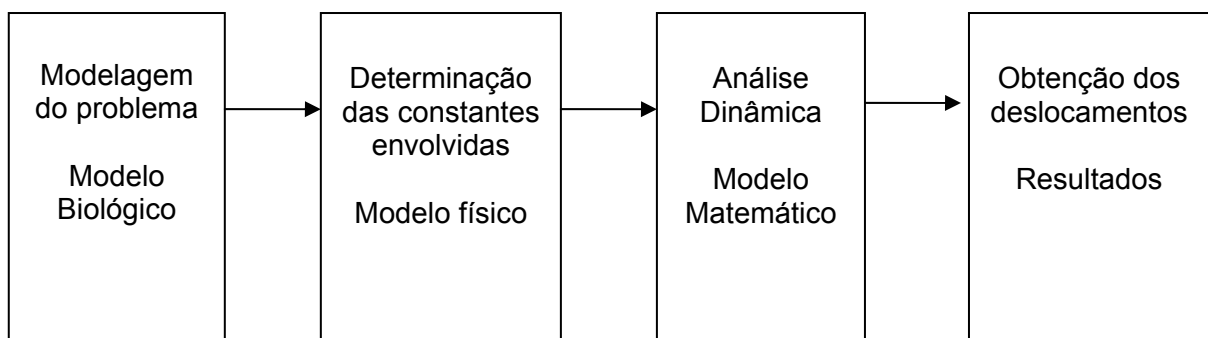 Modelagem
do problema
Modelo
Biológico
Determinação
das constantes
envolvidas
Modelo físico
Análise
Dinâmica
Modelo
Matemático
Obtenção dos
deslocamentos
Resultados